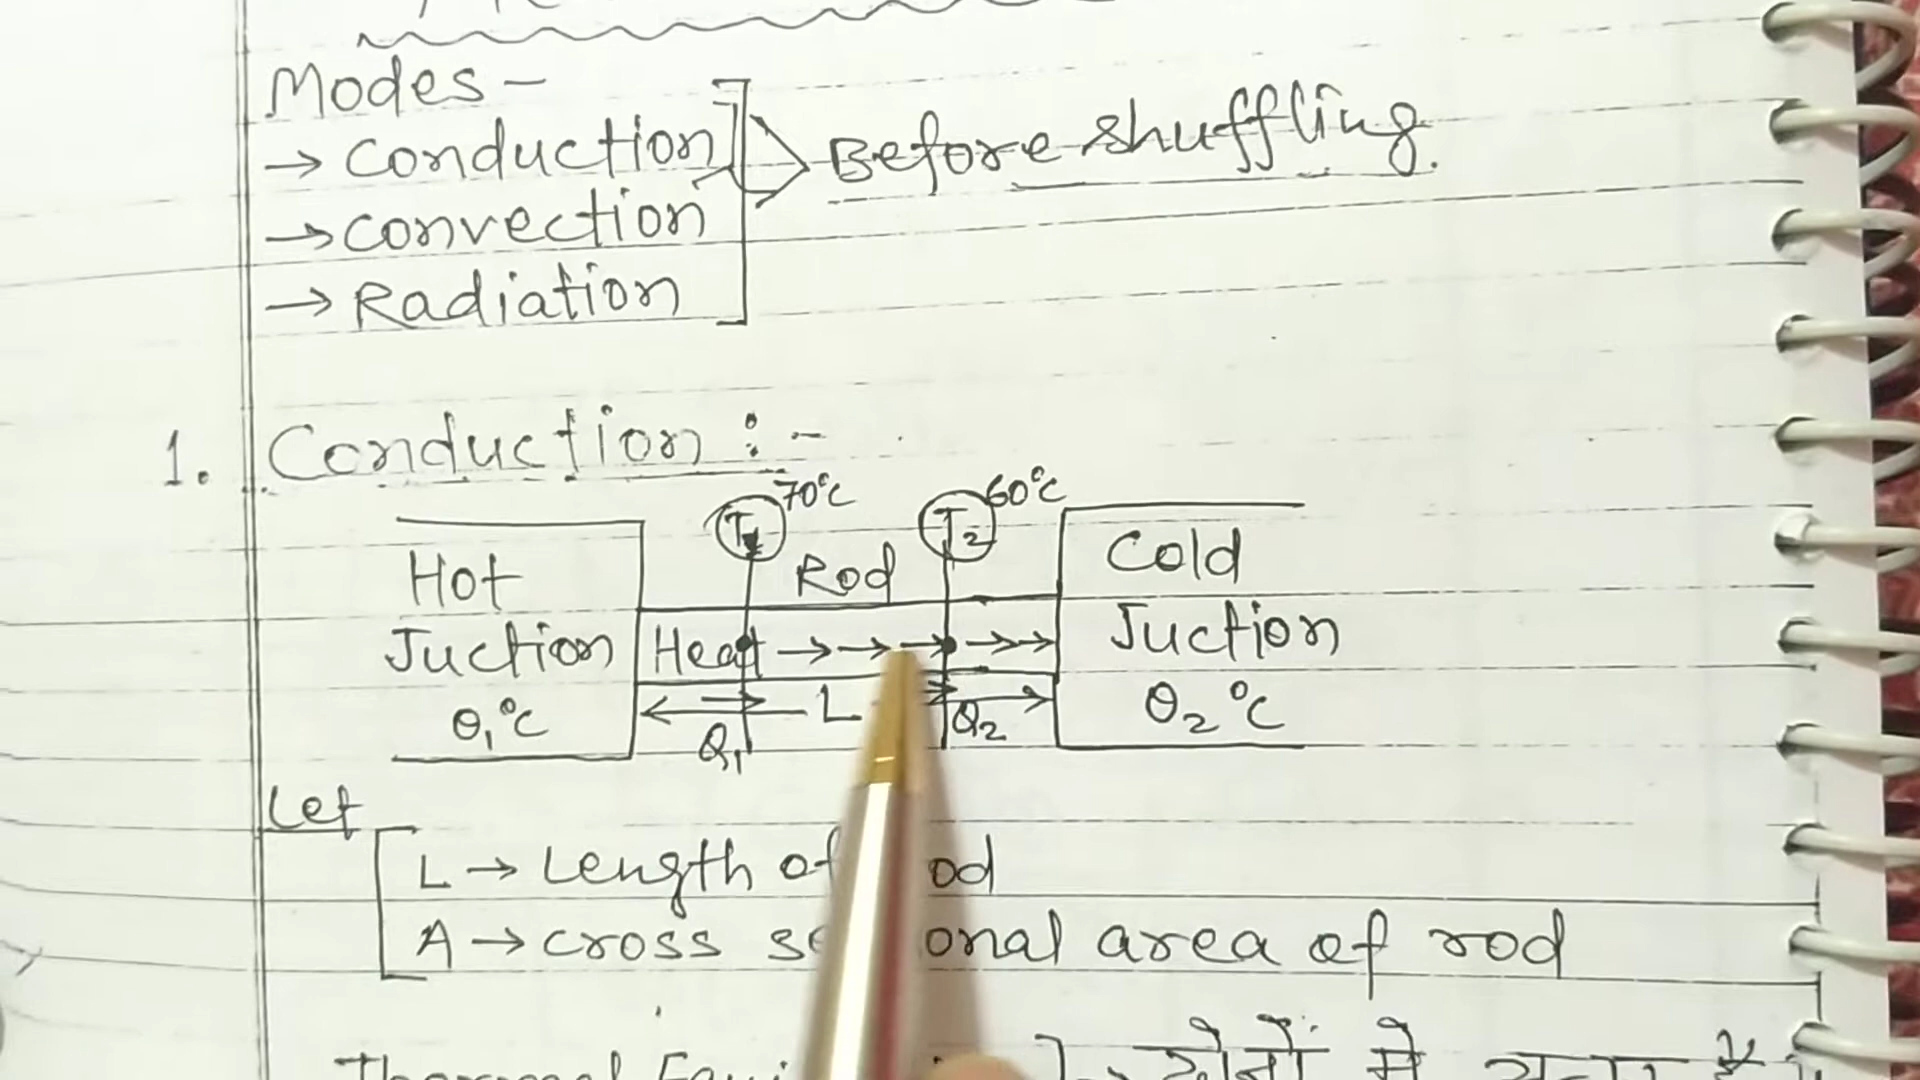 Modes -
→ Conduction
→ Convection
→ Radiation
Before shuffling.
1. Conduction :-
70°C 60°C
T1 T2
Hot Rod Cold
Juction Heat →→→→→ Juction
θ1°C L θ2°C
Q1 Q2
Let
L → Length of
A → cross area of rod